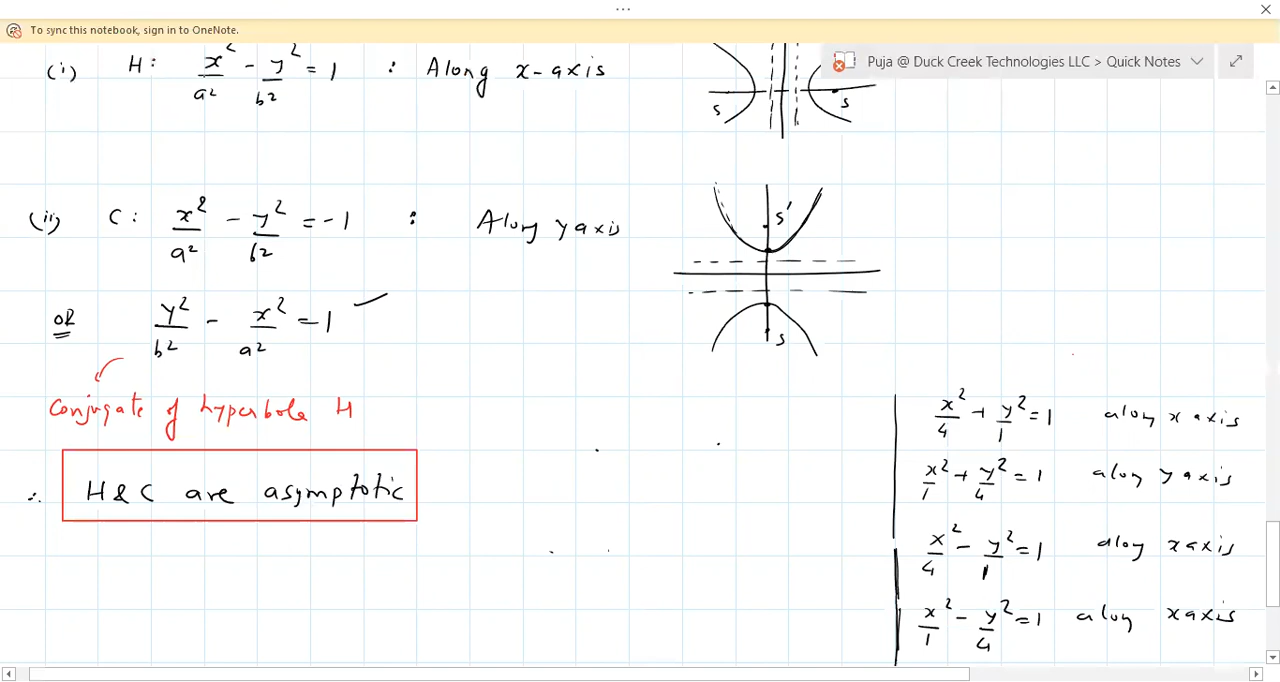 To sync this notebook, sign in to OneNote.
Puja @ Duck Creek Technologies LLC > Quick Notes
(i) H: x²/a² - y²/b² = 1 : Along x-axis
S S
(ii) C: x²/a² - y²/b² = -1 : Along y axis
S'
S
OR y²/b² - x²/a² = 1
Conjugate of hyperbola H
∴ H & C are asymptotic
x²/4 + y²/1 = 1 along x axis
x²/1 + y²/4 = 1 along y axis
x²/4 - y²/1 = 1 along x axis
x²/1 - y²/4 = 1 along x axis